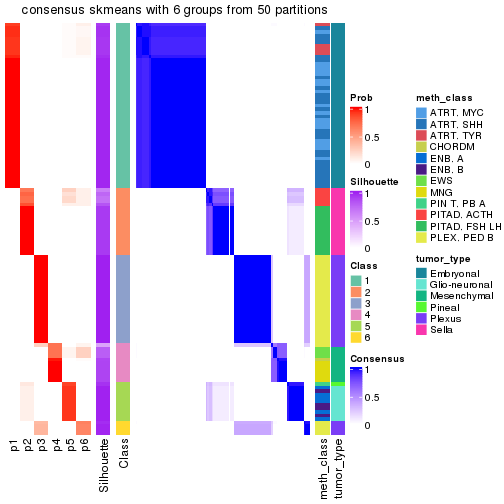 consensus skmeans with 6 groups from 50 partitions
Prob
1
0.5
0
Silhouette
1
0.5
0
Class
1
2
3
4
5
6
Consensus
1
0.5
0
meth_class
ATRT. MYC
ATRT. SHH
ATRT. TYR
CHORDM
ENB. A
ENB. B
EWS
MNG
PIN T. PB A
PITAD. ACTH
PITAD. FSH LH
PLEX. PED B
tumor_type
Embryonal
Glio-neuronal
Mesenchymal
Pineal
Plexus
Sella
p1
p2
p3
p4
p5
p6
Silhouette
Class
meth_class
tumor_type